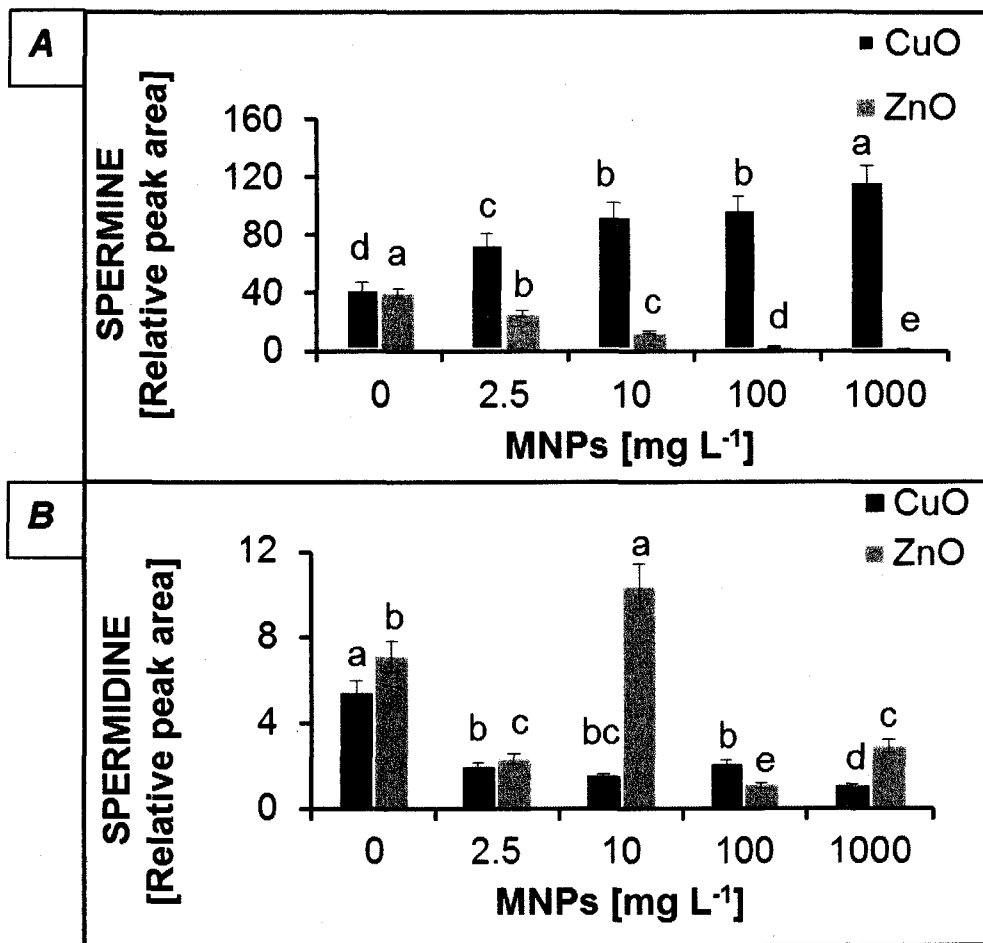 A
CuO
ZnO
SPERMINE
[Relative peak area]
160
120
80
40
0
d a
c b
b c
b d
a e
0 2.5 10 100 1000
MNPs [mg L-1]
B
CuO
ZnO
SPERMIDINE
[Relative peak area]
12
8
4
0
a b
b c
bc a
b e
d c
0 2.5 10 100 1000
MNPs [mg L-1]